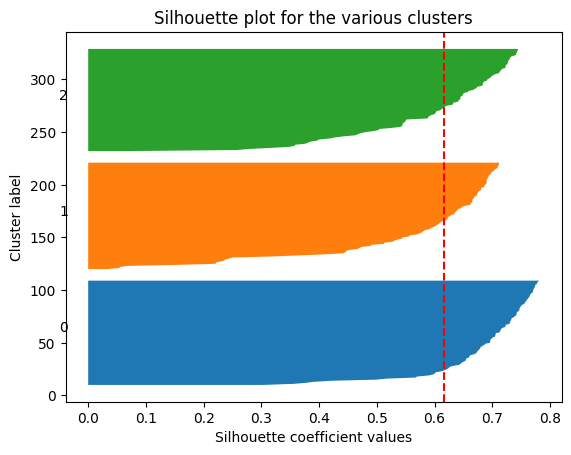 Silhouette plot for the various clusters
Cluster label
300
2
250
200
1
150
100
0
50
0
0.0 0.1 0.2 0.3 0.4 0.5 0.6 0.7 0.8
Silhouette coefficient values